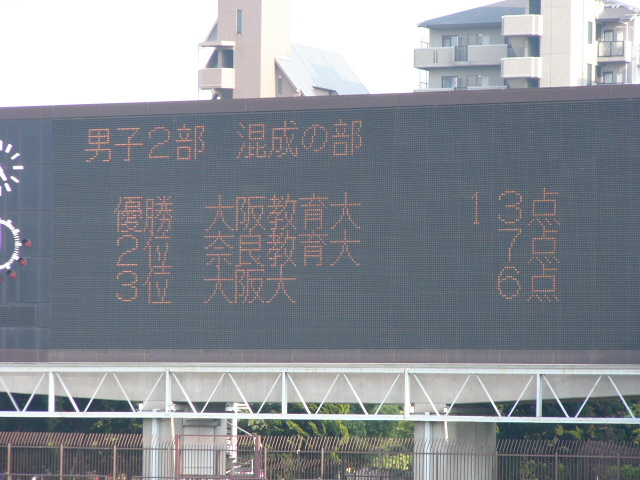 男子2部 混成の部
優勝 大阪教育大 13点
2位 奈良教育大 7点
3位 大阪大 6点